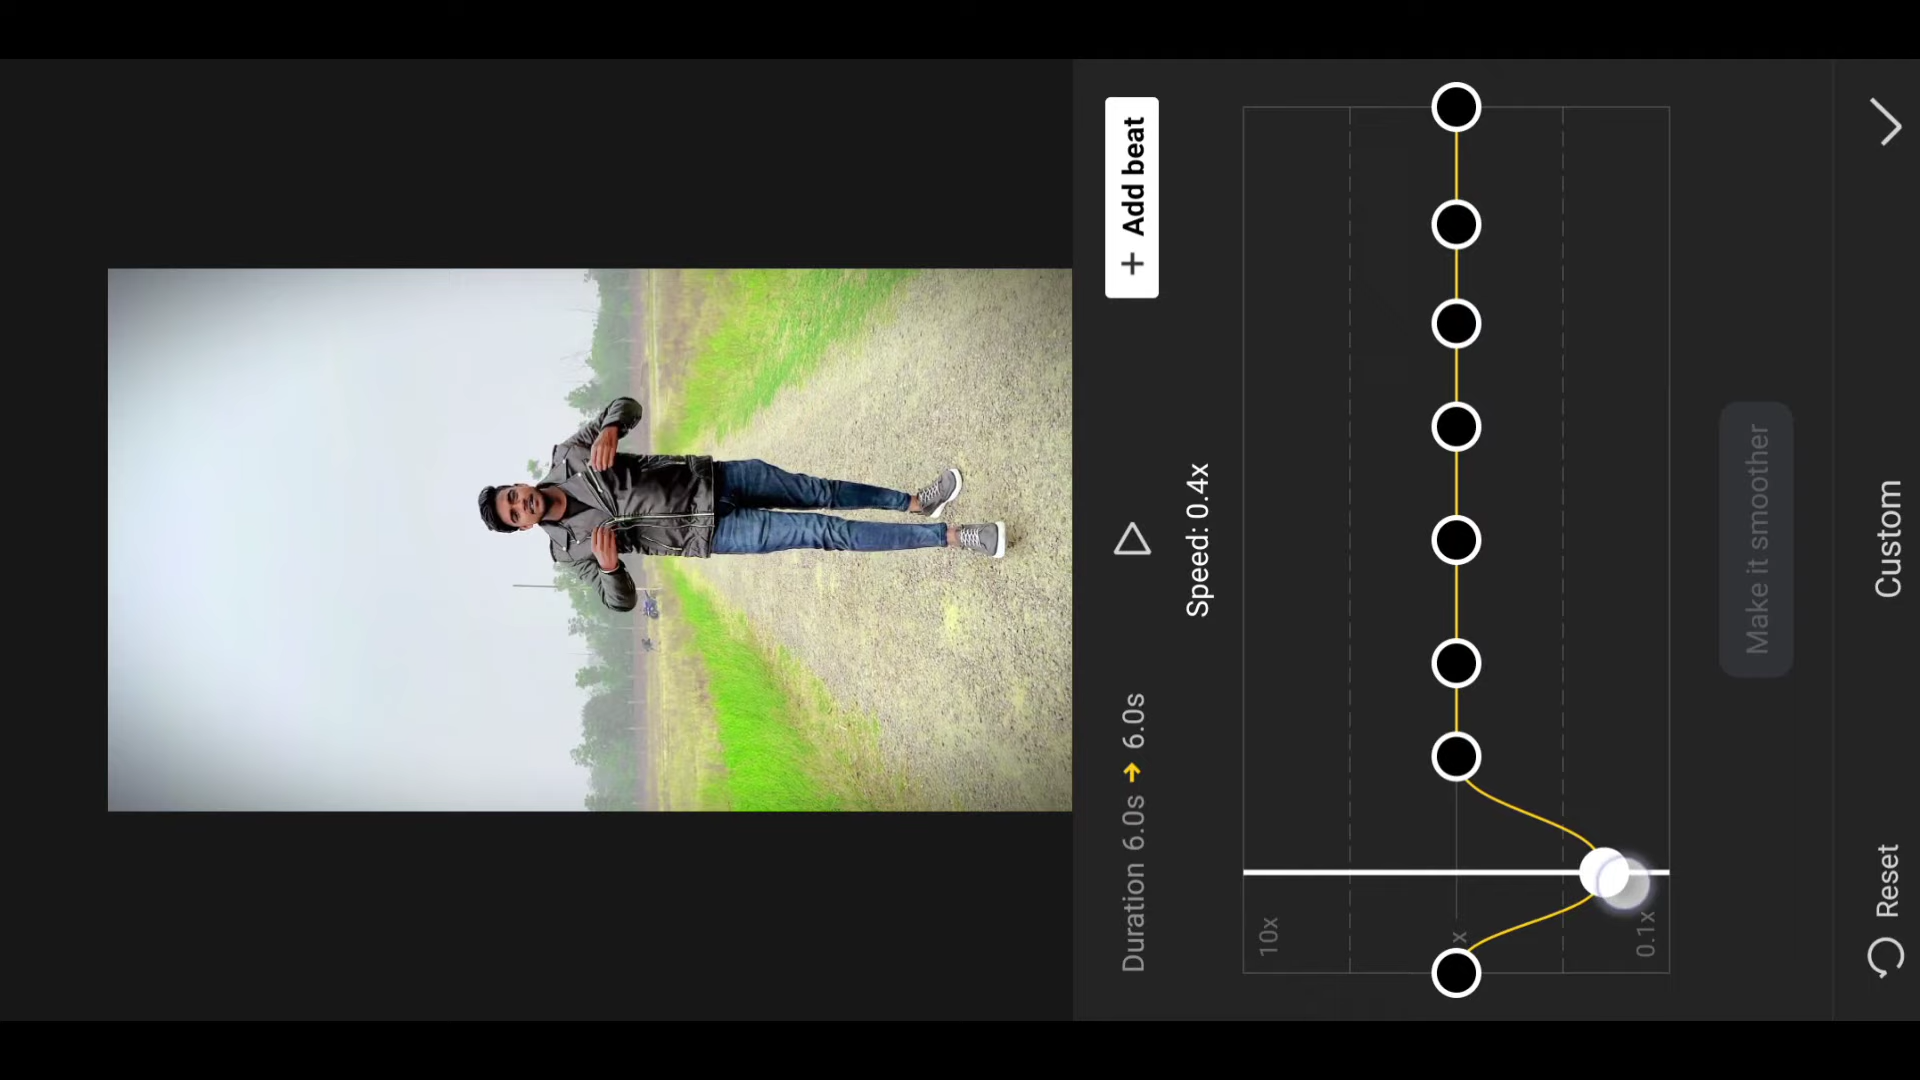 + Add beat
Duration 6.0s → 6.0s
Speed: 0.4x
10x
x
0.1x
Make it smoother
Reset
Custom